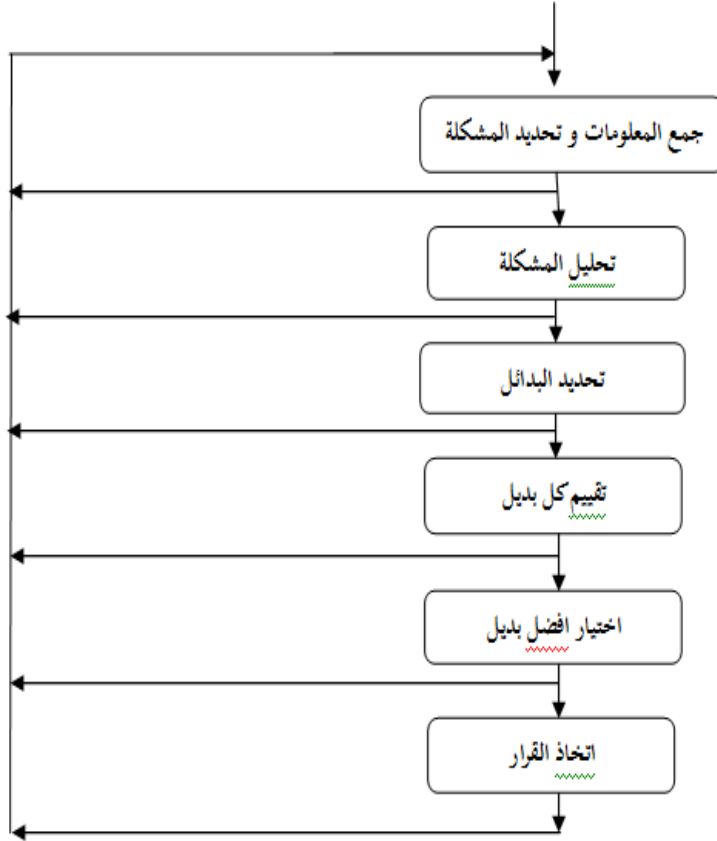 جمع المعلومات و تحديد المشكلة
تحليل المشكلة
تحديد البدائل
تقييم كل بديل
اختيار افضل بديل
اتخاذ القرار